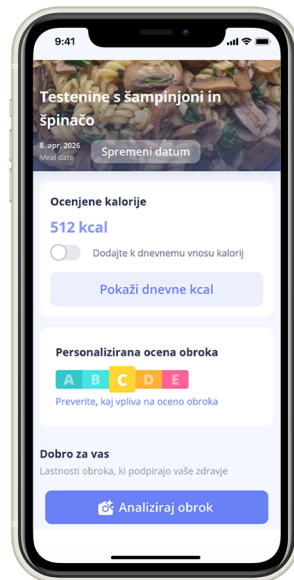 9:41
Testenine s šampinjoni in
špinačo
8. apr. 2026
Meal date
Spremeni datum
Ocenjene kalorije
512 kcal
Dodajte k dnevnemu vnosu kalorij
Pokaži dnevne kcal
Personalizirana ocena obroka
A B C D E
Preverite, kaj vpliva na oceno obroka
Dobro za vas
Lastnosti obroka, ki podpirajo vaše zdravje
Analiziraj obrok